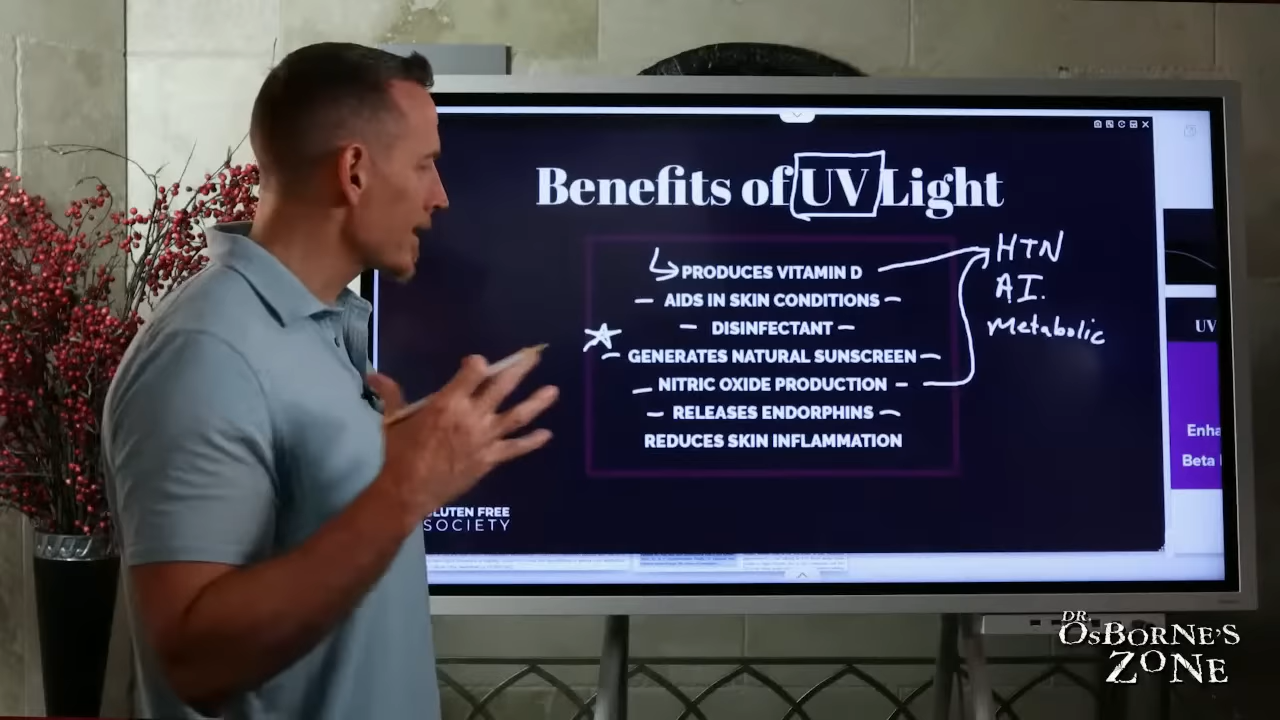 Benefits of UV Light
PRODUCES VITAMIN D
AIDS IN SKIN CONDITIONS
DISINFECTANT
GENERATES NATURAL SUNSCREEN
NITRIC OXIDE PRODUCTION
RELEASES ENDORPHINS
REDUCES SKIN INFLAMMATION
HTN
AI.
Metabolic
UV
Enha
Beta
LUTEN FREE
SOCIETY
DR.
OSBORNE'S
ZONE